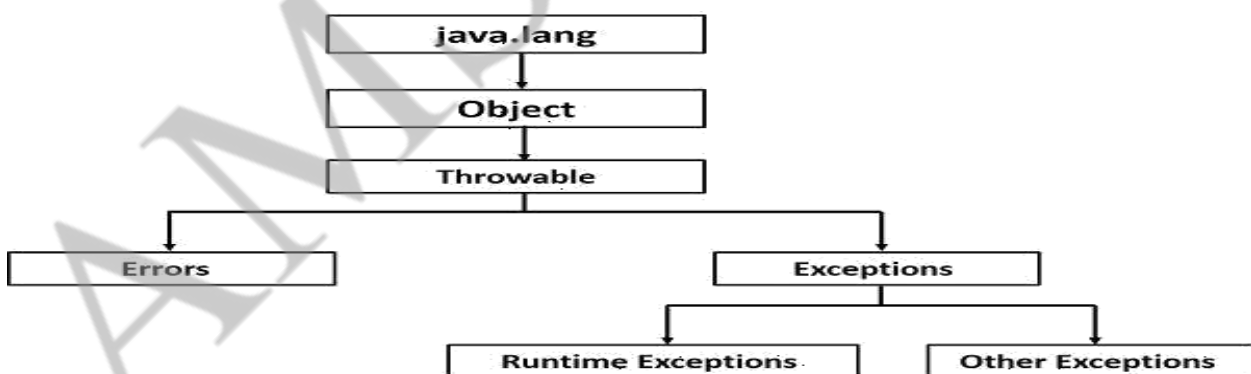 java.lang
Object
Throwable
Errors
Exceptions
Runtime Exceptions
Other Exceptions